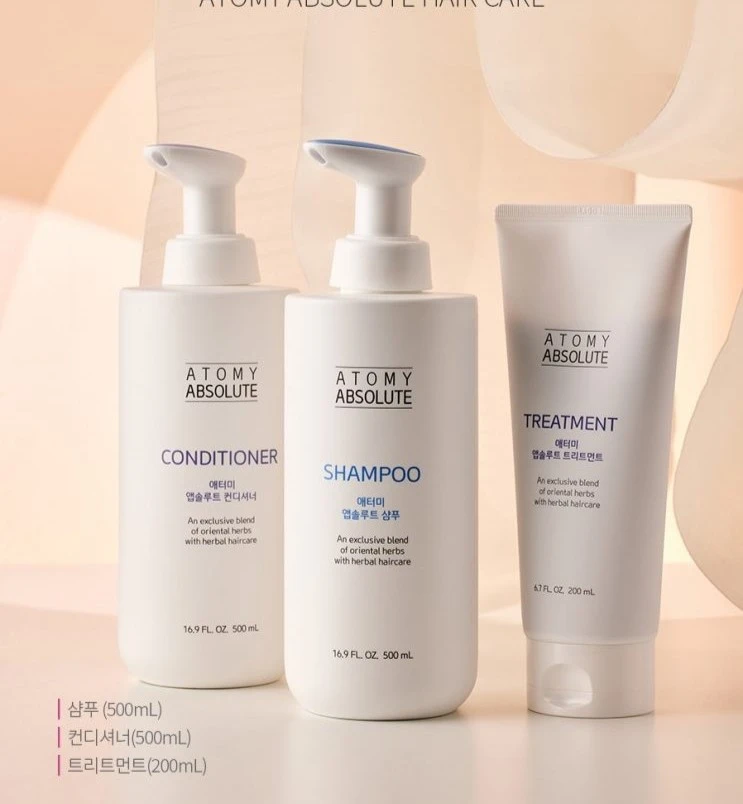 ATOMY ABSOLUTE HAIR CARE
ATOMY
ABSOLUTE
CONDITIONER
애터미
앱솔루트 컨디셔너
An exclusive blend
of oriental herbs
with herbal haircare
16.9 FL. OZ. 500 mL
ATOMY
ABSOLUTE
SHAMPOO
애터미
앱솔루트 샴푸
An exclusive blend
of oriental herbs
with herbal haircare
16.9 FL. OZ. 500 mL
ATOMY
ABSOLUTE
TREATMENT
애터미
앱솔루트 트리트먼트
An exclusive blend
of oriental herbs
with herbal haircare
6.7 FL. OZ. 200 mL
샴푸 (500mL)
컨디셔너(500mL)
트리트먼트(200mL)